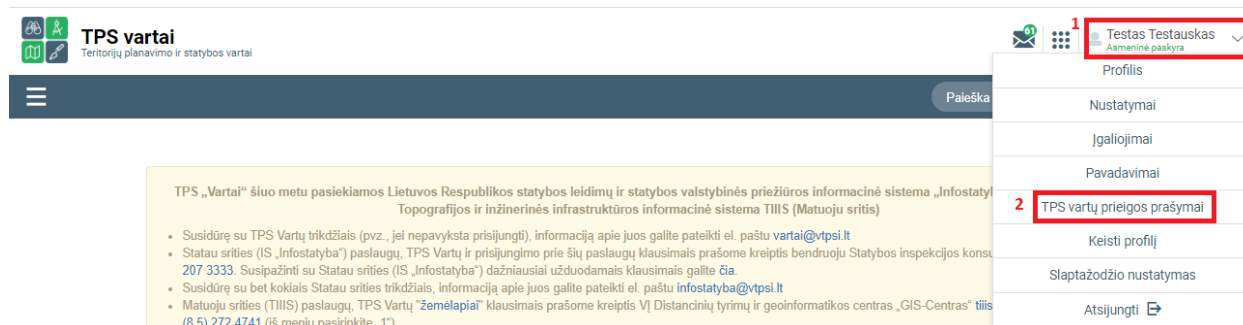 TPS vartai
Teritorijų planavimo ir statybos vartai
61
1
Testas Testauskas
Asmeninė paskyra
Paieška
Profilis
Nustatymai
Įgaliojimai
Pavadavimai
2 TPS vartų prieigos prašymai
Keisti profilį
Slaptažodžio nustatymas
Atsijungti
TPS „Vartai“ šiuo metu pasiekiamos Lietuvos Respublikos statybos leidimų ir statybos valstybinės priežiūros informacinė sistema „Infostaty
Topografijos ir inžinerinės infrastruktūros informacinė sistema TIIIS (Matuoju sritis)
• Susidūrę su TPS Vartų trikdžiais (pvz., jei nepavyksta prisijungti), informaciją apie juos galite pateikti el. paštu vartai@vtpsi.lt
• Statau srities (IS „Infostatyba“) paslaugų, TPS Vartų ir prisijungimo prie šių paslaugų klausimais prašome kreiptis bendruoju Statybos inspekcijos konsu
207 3333. Susipažinti su Statau srities (IS „Infostatyba“) dažniausiai užduodamais klausimais galite čia.
• Susidūrę su bet kokiais Statau srities trikdžiais, informaciją apie juos galite pateikti el. paštu infostatyba@vtpsi.lt
• Matuoju srities (TIIIS) paslaugų, TPS Vartų "žemėlapiai" klausimais prašome kreiptis VĮ Distancinių tyrimų ir geoinformatikos centras „GIS-Centras“ tiiis
(8 5) 272 4741 (iš meniu pasirinkite „1“)